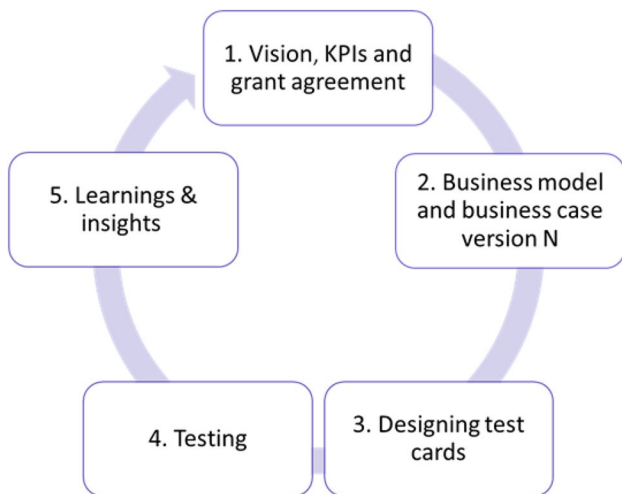 1. Vision, KPIs and
grant agreement
2. Business model
and business case
version N
3. Designing test
cards
4. Testing
5. Learnings &
insights